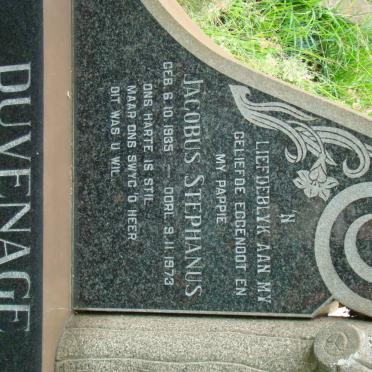 'N
LIEFDEBLYK AAN MY
GELIEFDE EGGENOOT EN
MY PAPPIE
JACOBUS STEPHANUS
GEB. 6.10.1935 — OORL. 9.11.1973
ONS HARTE IS STIL
MAAR ONS SWYG 'O HEER
DIT WAS U WIL.
DUVENAGE